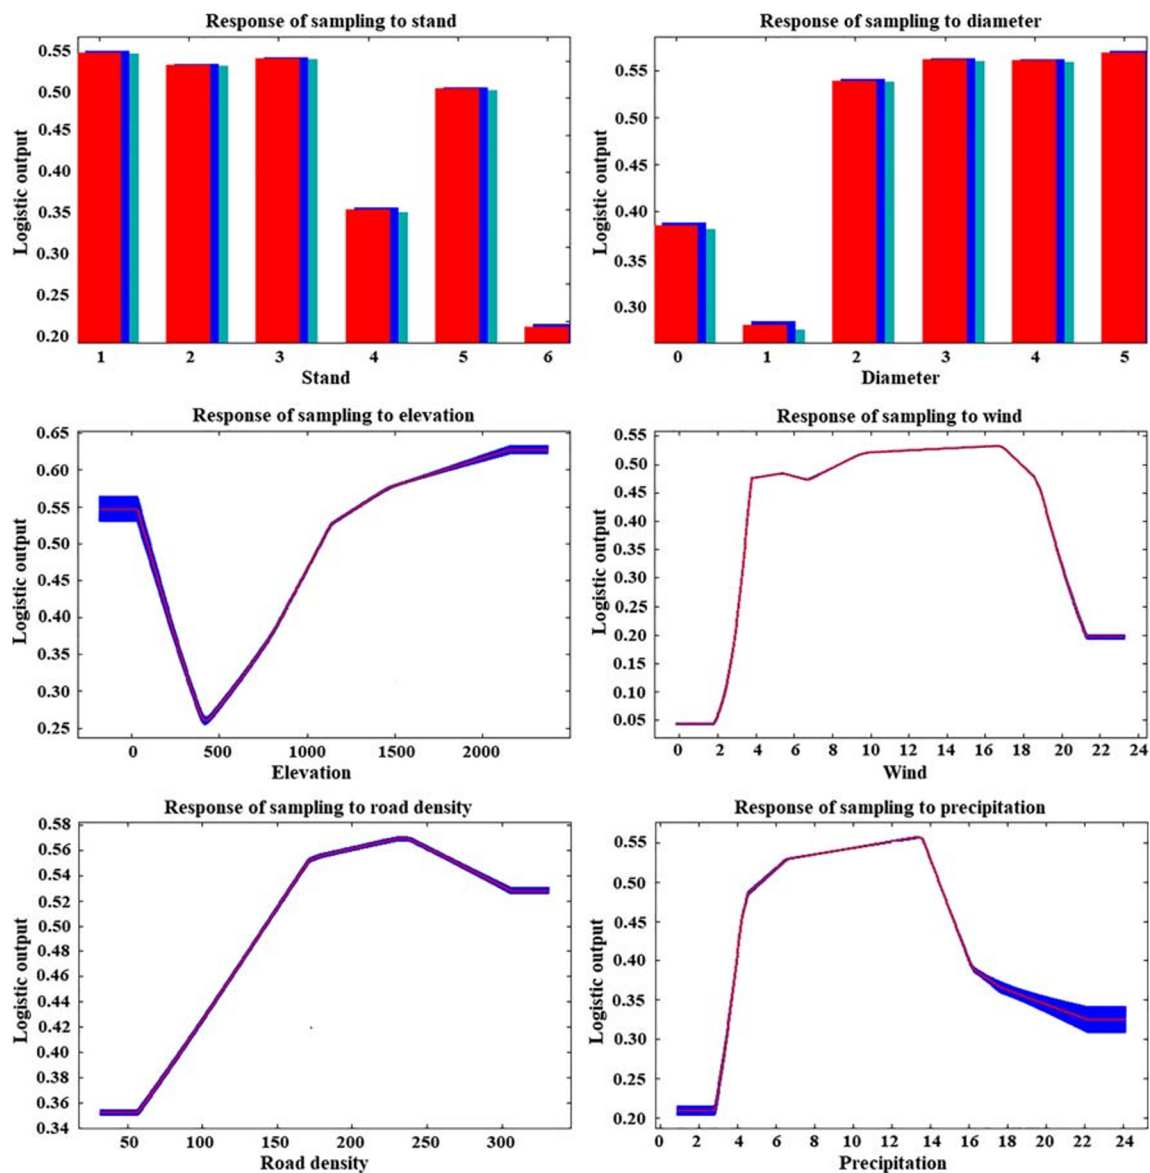 Response of sampling to stand
Logistic output
0.55
0.50
0.45
0.40
0.35
0.30
0.25
0.20
1 2 3 4 5 6
Stand
Response of sampling to diameter
Logistic output
0.55
0.50
0.45
0.40
0.35
0.30
0 1 2 3 4 5
Diameter
Response of sampling to elevation
Logistic output
0.65
0.60
0.55
0.50
0.45
0.40
0.35
0.30
0.25
0 500 1000 1500 2000
Elevation
Response of sampling to wind
Logistic output
0.55
0.50
0.45
0.40
0.35
0.30
0.25
0.20
0.15
0.10
0.05
0 2 4 6 8 10 12 14 16 18 20 22 24
Wind
Response of sampling to road density
Logistic output
0.58
0.56
0.54
0.52
0.50
0.48
0.46
0.44
0.42
0.40
0.38
0.36
0.34
50 100 150 200 250 300
Road density
Response of sampling to precipitation
Logistic output
0.55
0.50
0.45
0.40
0.35
0.30
0.25
0.20
0 2 4 6 8 10 12 14 16 18 20 22 24
Precipitation